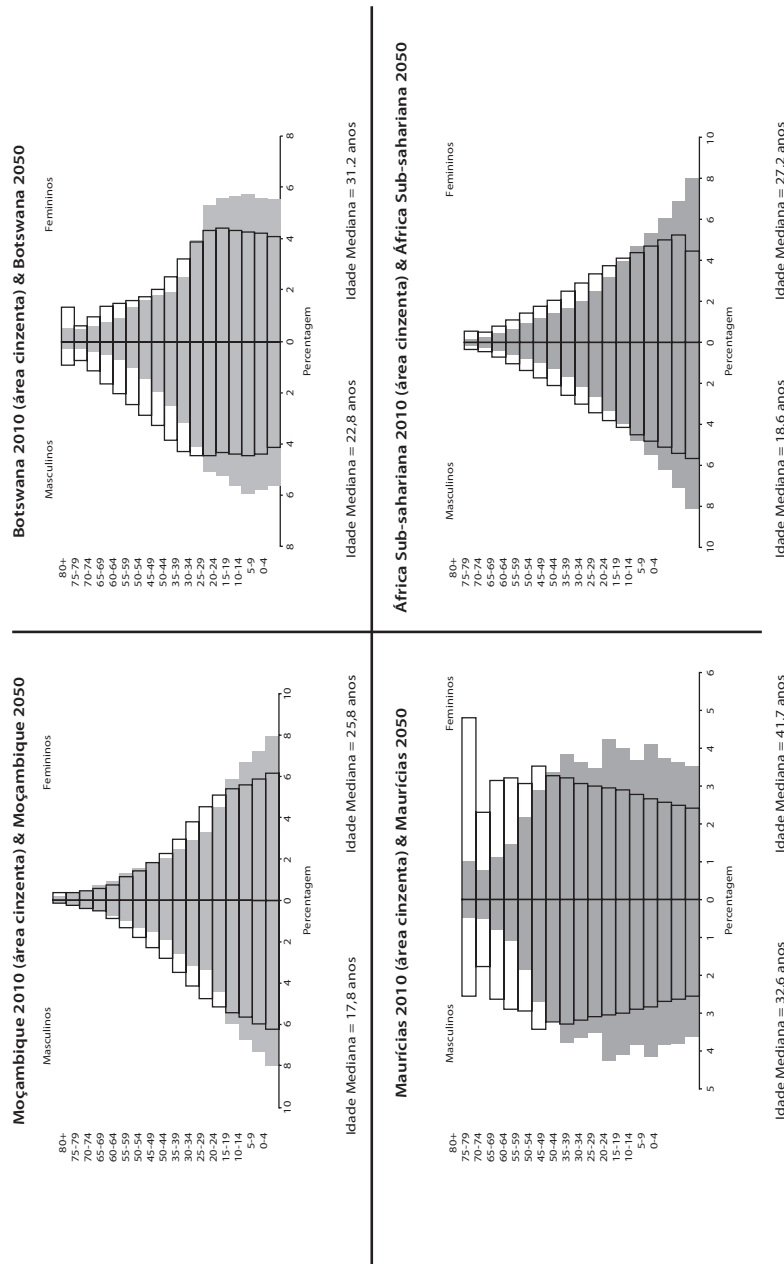 Moçambique 2010 (área cinzenta) & Moçambique 2050
Masculinos
Femininos
80+
75-79
70-74
65-69
60-64
55-59
50-54
45-49
50-44
35-39
30-34
25-29
20-24
15-19
10-14
5-9
0-4
10 8 6 4 2 0 2 4 6 8 10
Percentagem
Idade Mediana = 17,8 anos
Idade Mediana = 25,8 anos
Botswana 2010 (área cinzenta) & Botswana 2050
Masculinos
Femininos
80+
75-79
70-74
65-69
60-64
55-59
50-54
45-49
50-44
35-39
30-34
25-29
20-24
15-19
10-14
5-9
0-4
8 6 4 2 0 2 4 6 8
Percentagem
Idade Mediana = 22,8 anos
Idade Mediana = 31.2 anos
Maurícias 2010 (área cinzenta) & Maurícias 2050
Masculinos
Femininos
80+
75-79
70-74
65-69
60-64
55-59
50-54
45-49
50-44
35-39
30-34
25-29
20-24
15-19
10-14
5-9
0-4
5 4 3 2 1 0 1 2 3 4 5 6
Percentagem
Idade Mediana = 32,6 anos
Idade Mediana = 41,7 anos
África Sub-sahariana 2010 (área cinzenta) & África Sub-sahariana 2050
Masculinos
Femininos
80+
75-79
70-74
65-69
60-64
55-59
50-54
45-49
50-44
35-39
30-34
25-29
20-24
15-19
10-14
5-9
0-4
10 8 6 4 2 0 2 4 6 8 10
Percentagem
Idade Mediana = 18,6 anos
Idade Mediana = 27,2 anos